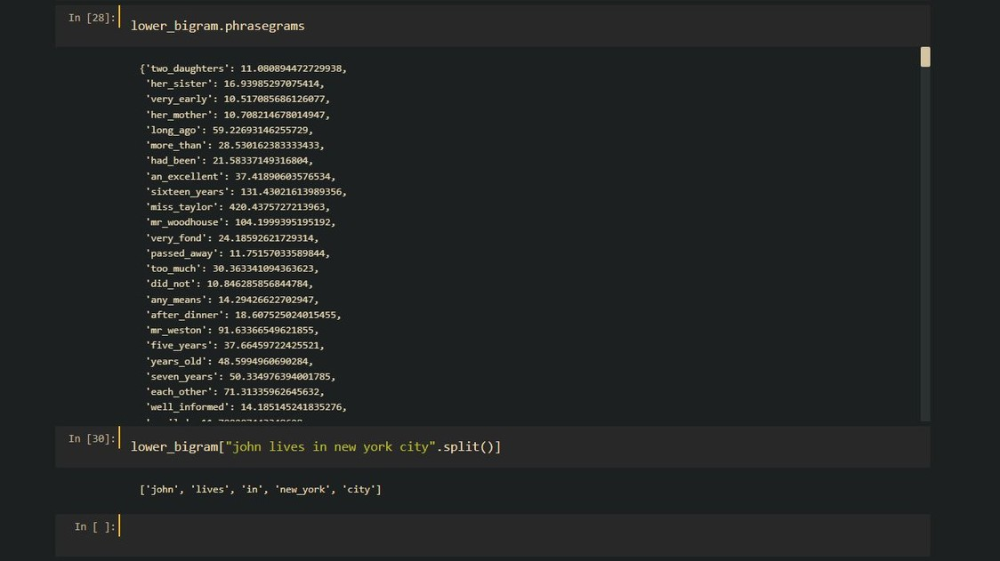 In [28]:
lower_bigram.phrasegrams
{'two_daughters': 11.080894472729938,
'her_sister': 16.93985297075414,
'very_early': 10.517085686126077,
'her_mother': 10.708214678014947,
'long_ago': 59.22693146255729,
'more_than': 28.530162383333433,
'had_been': 21.58337149316804,
'an_excellent': 37.41890603576534,
'sixteen_years': 131.43021613989356,
'miss_taylor': 420.4375727213963,
'mr_woodhouse': 104.1999395195192,
'very_fond': 24.18592621729314,
'passed_away': 11.75157033589844,
'too_much': 30.363341094363623,
'did_not': 10.846285856844784,
'any_means': 14.29426622702947,
'after_dinner': 18.607525024015455,
'mr_weston': 91.63366549621855,
'five_years': 37.66459722425521,
'years_old': 48.5994960690284,
'seven_years': 50.334976394001785,
'each_other': 71.31335962645632,
'well_informed': 14.185145241835276,
In [30]:
lower_bigram["john lives in new york city".split()]
['john', 'lives', 'in', 'new_york', 'city']
In [ ]: